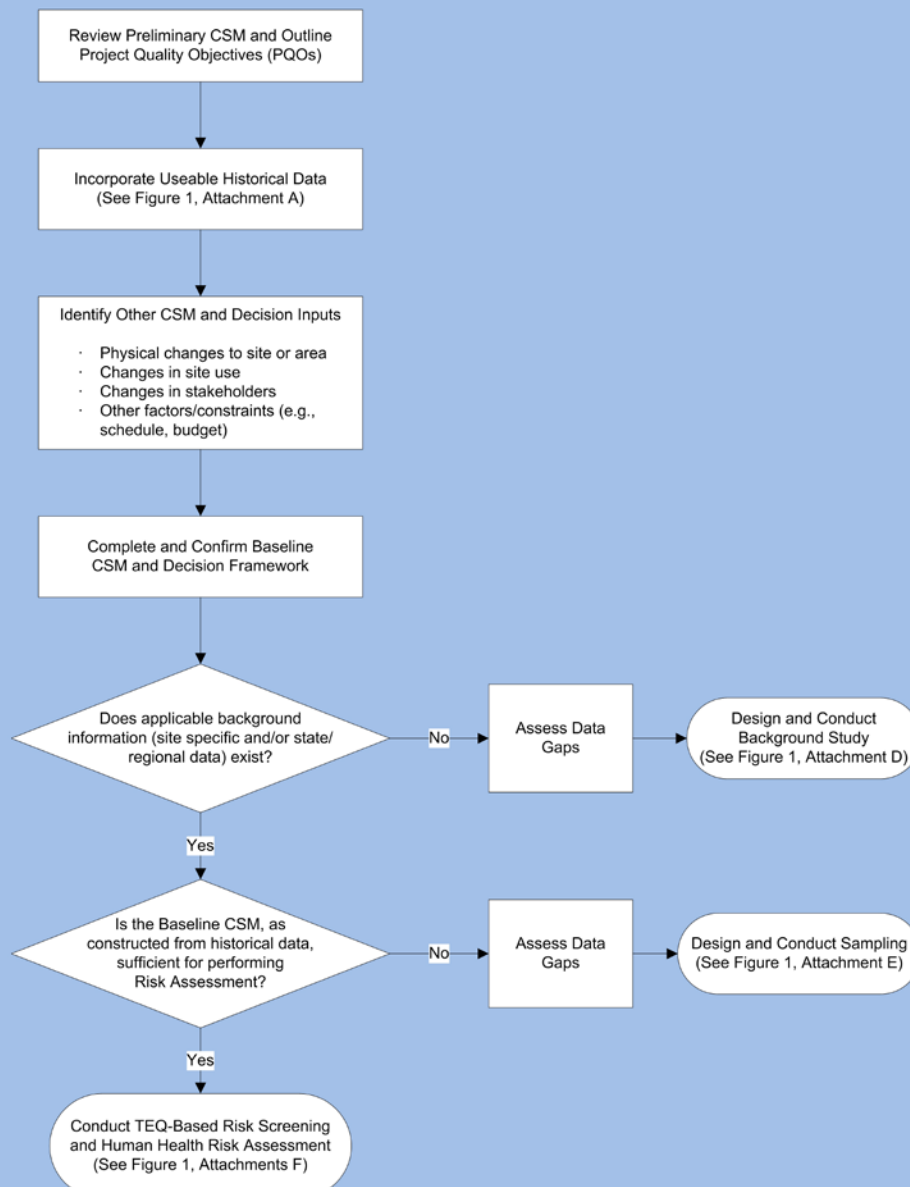 Review Preliminary CSM and Outline
Project Quality Objectives (PQOs)
Incorporate Useable Historical Data
(See Figure 1, Attachment A)
Identify Other CSM and Decision Inputs
· Physical changes to site or area
· Changes in site use
· Changes in stakeholders
· Other factors/constraints (e.g.,
schedule, budget)
Complete and Confirm Baseline
CSM and Decision Framework
Does applicable background
information (site specific and/or state/
regional data) exist?
No
Assess Data
Gaps
Design and Conduct
Background Study
(See Figure 1, Attachment D)
Yes
Is the Baseline CSM, as
constructed from historical data,
sufficient for performing
Risk Assessment?
No
Assess Data
Gaps
Design and Conduct Sampling
(See Figure 1, Attachment E)
Yes
Conduct TEQ-Based Risk Screening
and Human Health Risk Assessment
(See Figure 1, Attachments F)